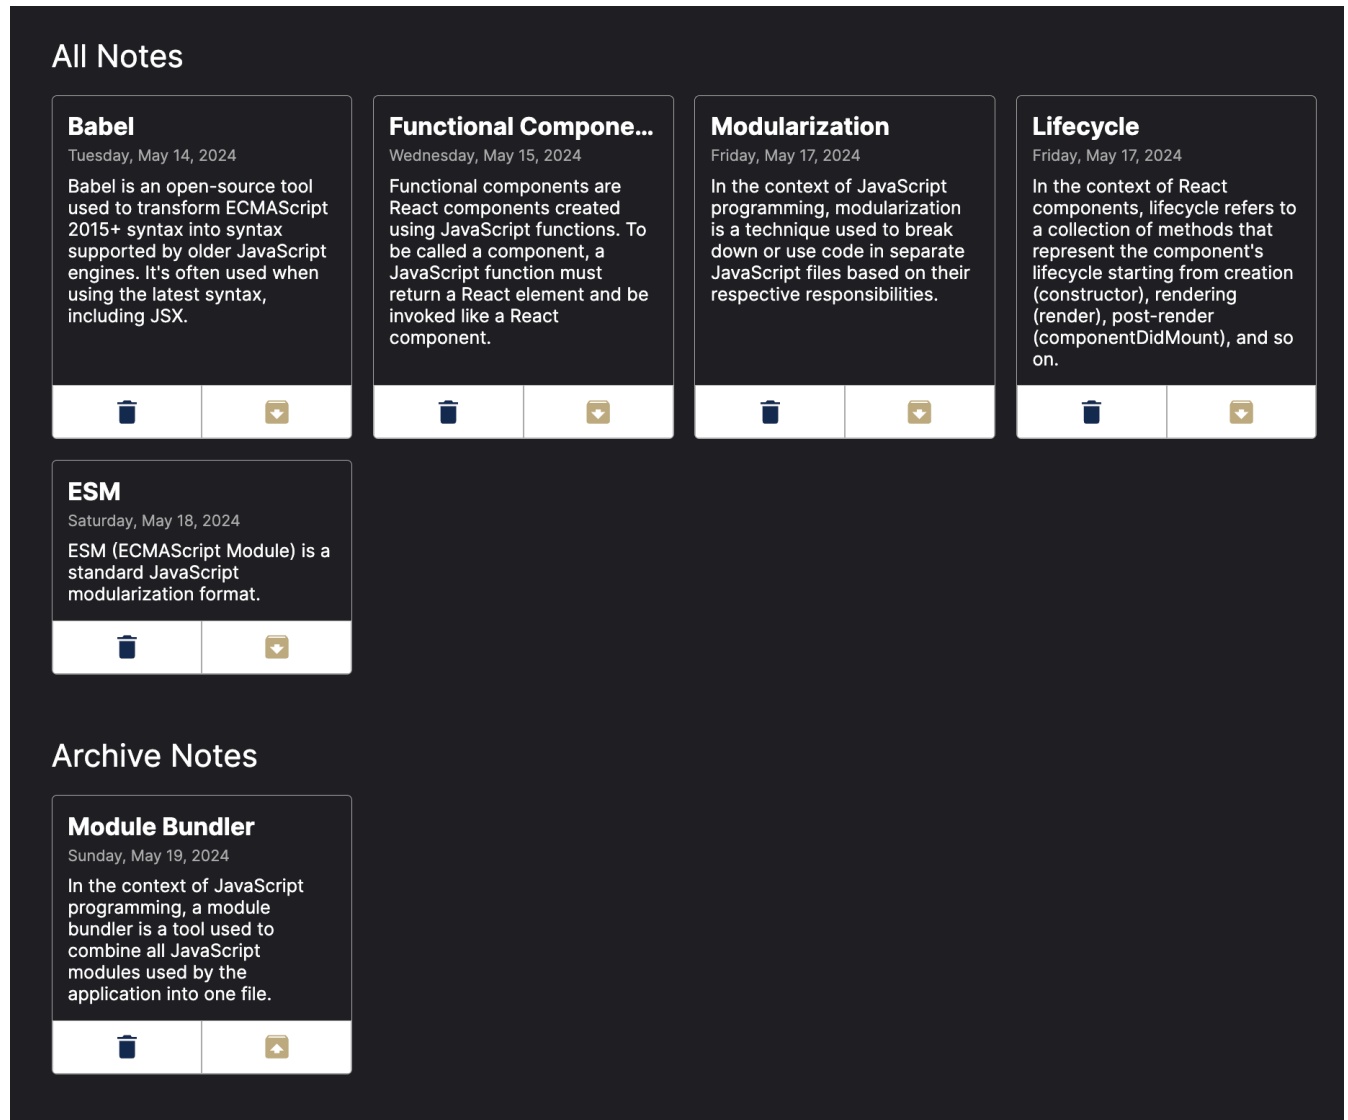 All Notes
Babel
Tuesday, May 14, 2024
Babel is an open-source tool
used to transform ECMAScript
2015+ syntax into syntax
supported by older JavaScript
engines. It's often used when
using the latest syntax,
including JSX.
Functional Compone...
Wednesday, May 15, 2024
Functional components are
React components created
using JavaScript functions. To
be called a component, a
JavaScript function must
return a React element and be
invoked like a React
component.
Modularization
Friday, May 17, 2024
In the context of JavaScript
programming, modularization
is a technique used to break
down or use code in separate
JavaScript files based on their
respective responsibilities.
Lifecycle
Friday, May 17, 2024
In the context of React
components, lifecycle refers to
a collection of methods that
represent the component's
lifecycle starting from creation
(constructor), rendering
(render), post-render
(componentDidMount), and so
on.
ESM
Saturday, May 18, 2024
ESM (ECMAScript Module) is a
standard JavaScript
modularization format.
Archive Notes
Module Bundler
Sunday, May 19, 2024
In the context of JavaScript
programming, a module
bundler is a tool used to
combine all JavaScript
modules used by the
application into one file.